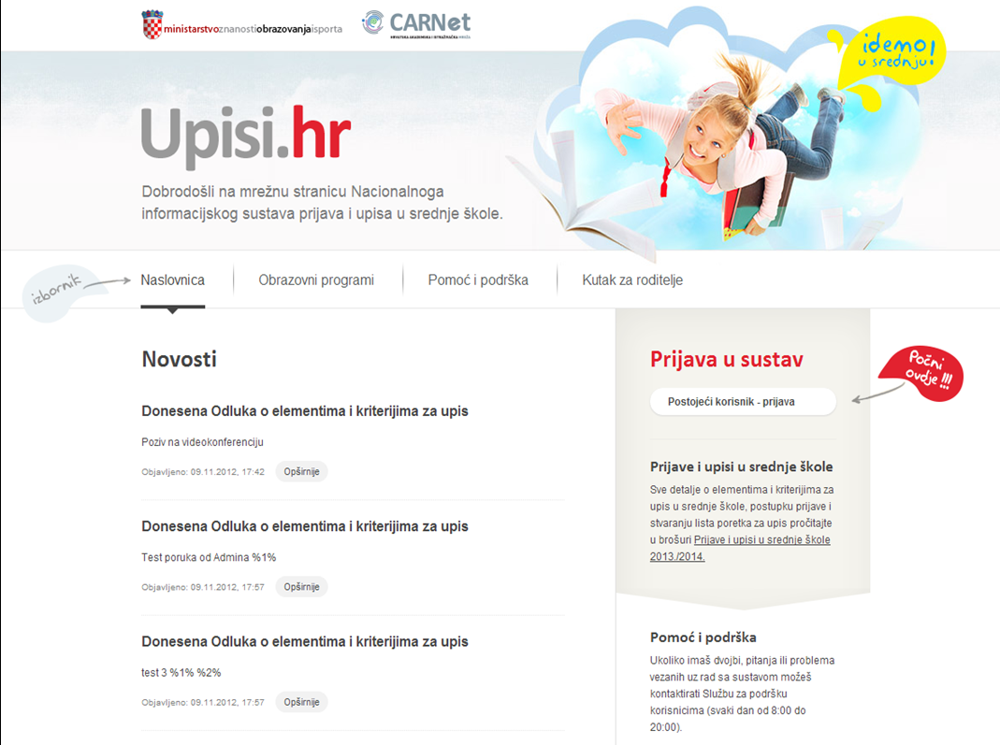 ministarstvoznanostiobrazovanjaisporta
CARNet
HRVATSKA AKADEMSKA I ISTRAŽIVAČKA MREŽA
idemo!
u srednju!
Upisi.hr
Dobrodošli na mrežnu stranicu Nacionalnoga
informacijskog sustava prijava i upisa u srednje škole.
izbornik
Naslovnica
Obrazovni programi
Pomoć i podrška
Kutak za roditelje
Novosti
Donesena Odluka o elementima i kriterijima za upis
Poziv na videokonferenciju
Objavljeno: 09.11.2012, 17:42 Opširnije
Donesena Odluka o elementima i kriterijima za upis
Test poruka od Admina %1%
Objavljeno: 09.11.2012, 17:57 Opširnije
Donesena Odluka o elementima i kriterijima za upis
test 3 %1% %2%
Objavljeno: 09.11.2012, 17:57 Opširnije
Prijava u sustav
Počni
ovdje!!!
Postojeći korisnik - prijava
Prijave i upisi u srednje škole
Sve detalje o elementima i kriterijima za
upis u srednje škole, postupku prijave i
stvaranju lista poretka za upis pročitajte
u brošuri Prijave i upisi u srednje škole
2013./2014.
Pomoć i podrška
Ukoliko imaš dvojbi, pitanja ili problema
vezanih uz rad sa sustavom možeš
kontaktirati Službu za podršku
korisnicima (svaki dan od 8:00 do
20:00).